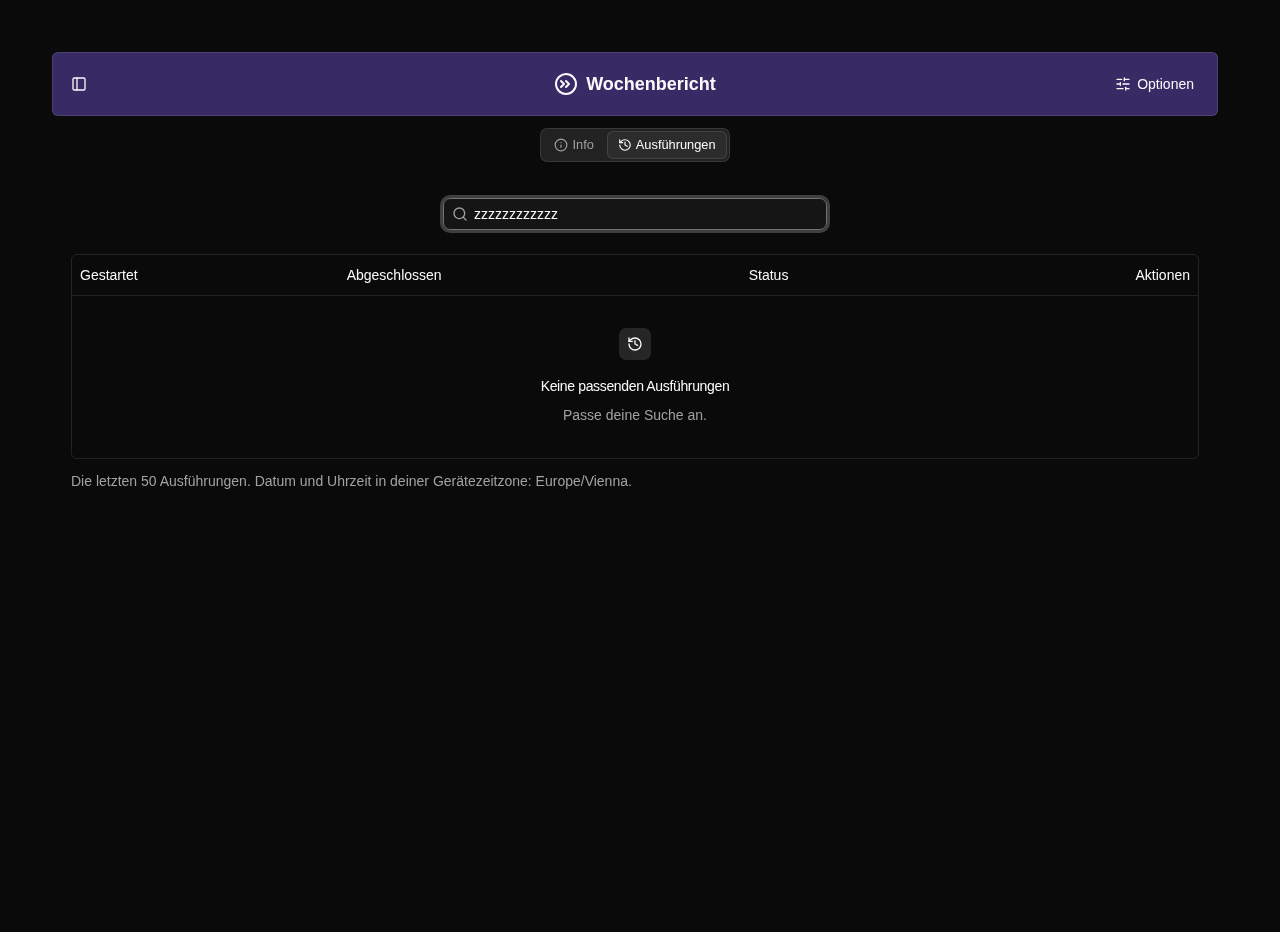 Wochenbericht
Optionen
Info
Ausführungen
zzzzzzzzzzzz
Gestartet Abgeschlossen Status Aktionen
Keine passenden Ausführungen
Passe deine Suche an.
Die letzten 50 Ausführungen. Datum und Uhrzeit in deiner Gerätezeitzone: Europe/Vienna.